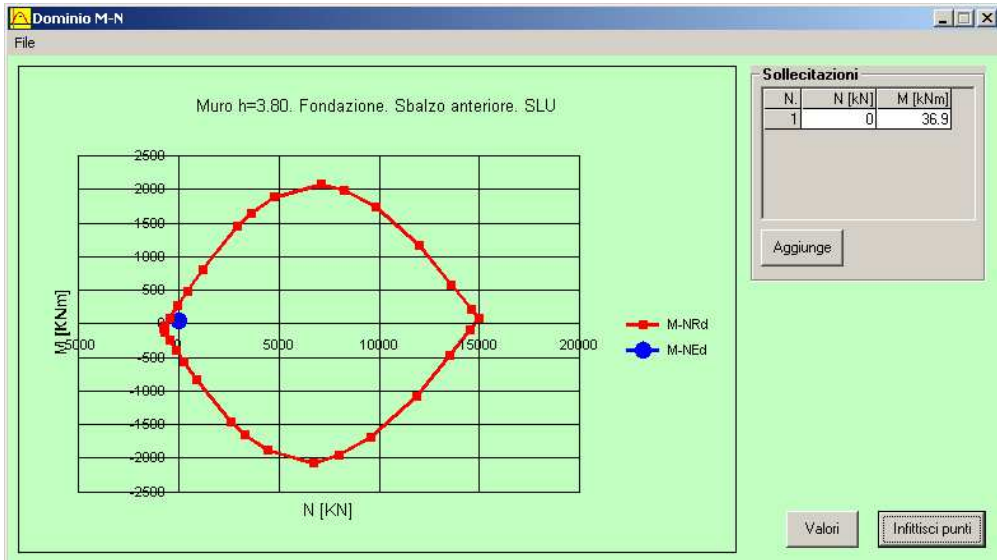 Dominio M-N
File
Muro h=3.80. Fondazione. Sbalzo anteriore. SLU
2500
2000
1500
1000
500
0
-500
-1000
-1500
-2000
-2500
M [KNm]
-5000 0 5000 10000 15000 20000
N [KN]
M-NRd
M-NEd
Sollecitazioni
N. N [kN] M [kNm]
1 0 36.9
Aggiunge
Valori
Infittisci punti